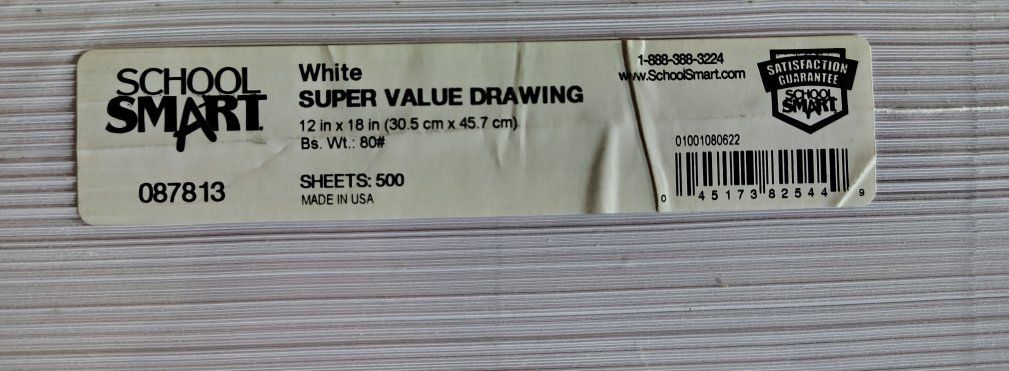 SCHOOL
SMART
087813
White
SUPER VALUE DRAWING
12 in x 18 in (30.5 cm x 45.7 cm)
Bs. Wt.: 80#
SHEETS: 500
MADE IN USA
1-888-388-3224
www.SchoolSmart.com
SATISFACTION
GUARANTEE
SCHOOL
SMART
01001080622
0 45173 82544 9